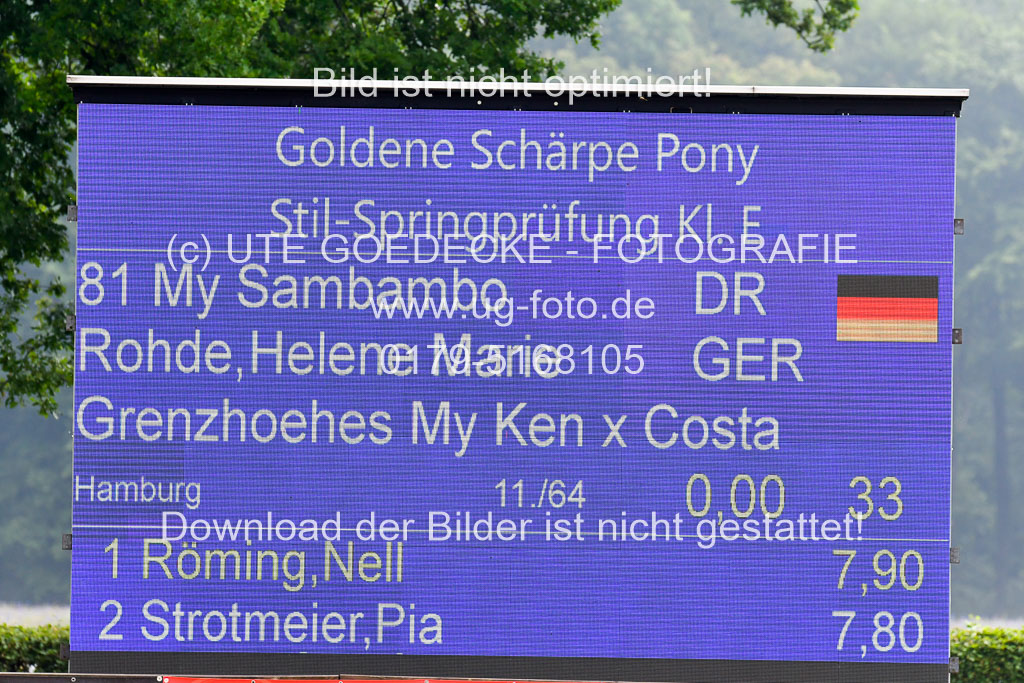 Bild ist nicht optimiert!
Goldene Schärpe Pony
Stil-Springprüfung Kl. E
(c) UTE GOEDECKE - FOTOGRAFIE
81 My Sambambo DR
www.ug-foto.de
Rohde,Helene Marie GER
0179-5168105
Grenzhoehes My Ken x Costa
Hamburg 11./64 0,00 33
Download der Bilder ist nicht gestattet!
1 Röming,Nell 7,90
2 Strotmeier,Pia 7,80